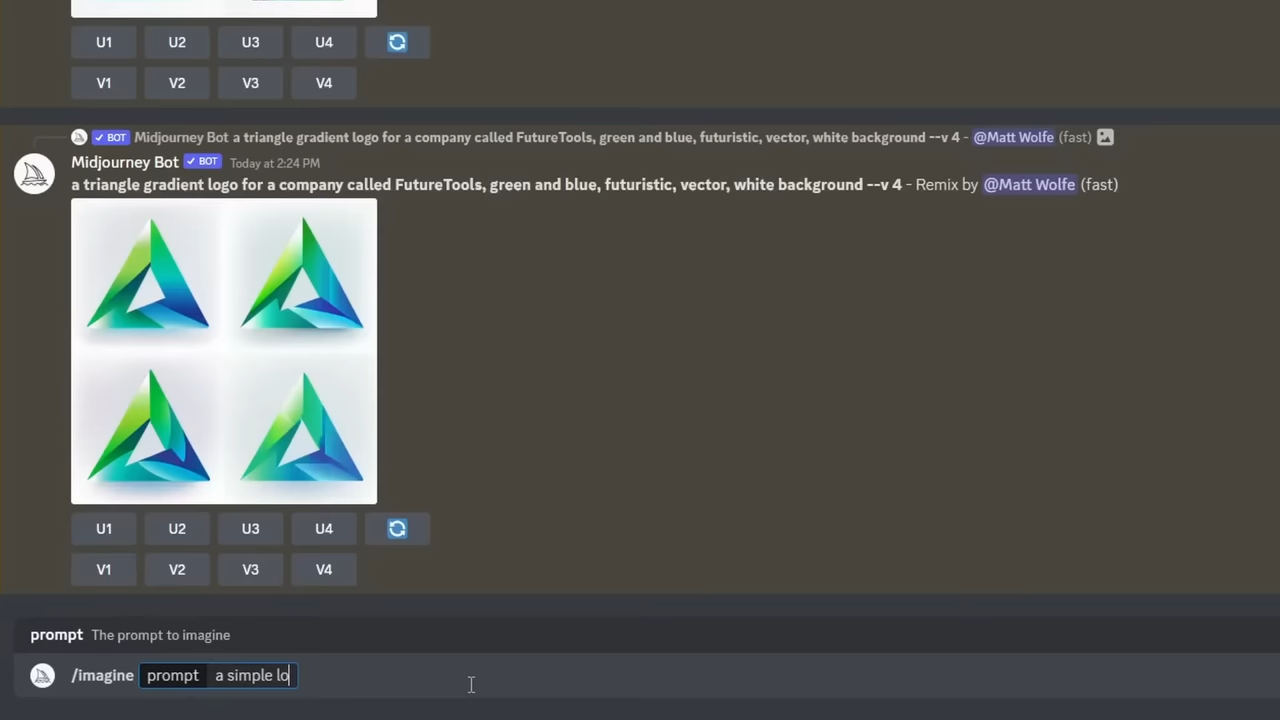 U1 U2 U3 U4
V1 V2 V3 V4
✓ BOT Midjourney Bot a triangle gradient logo for a company called FutureTools, green and blue, futuristic, vector, white background --v 4 - @Matt Wolfe (fast)
Midjourney Bot ✓ BOT Today at 2:24 PM
a triangle gradient logo for a company called FutureTools, green and blue, futuristic, vector, white background --v 4 - Remix by @Matt Wolfe (fast)
U1 U2 U3 U4
V1 V2 V3 V4
prompt The prompt to imagine
/imagine prompt a simple lo